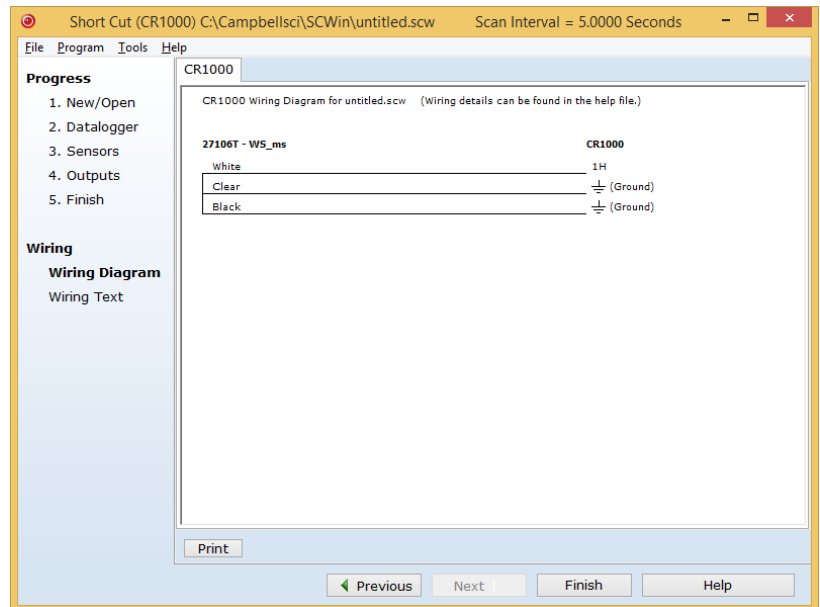 Short Cut (CR1000) C:\Campbellsci\SCWin\untitled.scw Scan Interval = 5.0000 Seconds
File Program Tools Help
Progress
1. New/Open
2. Datalogger
3. Sensors
4. Outputs
5. Finish
Wiring
Wiring Diagram
Wiring Text
CR1000
CR1000 Wiring Diagram for untitled.scw (Wiring details can be found in the help file.)
27106T - WS_ms CR1000
White 1H
Clear (Ground)
Black (Ground)
Print
Previous Next Finish Help